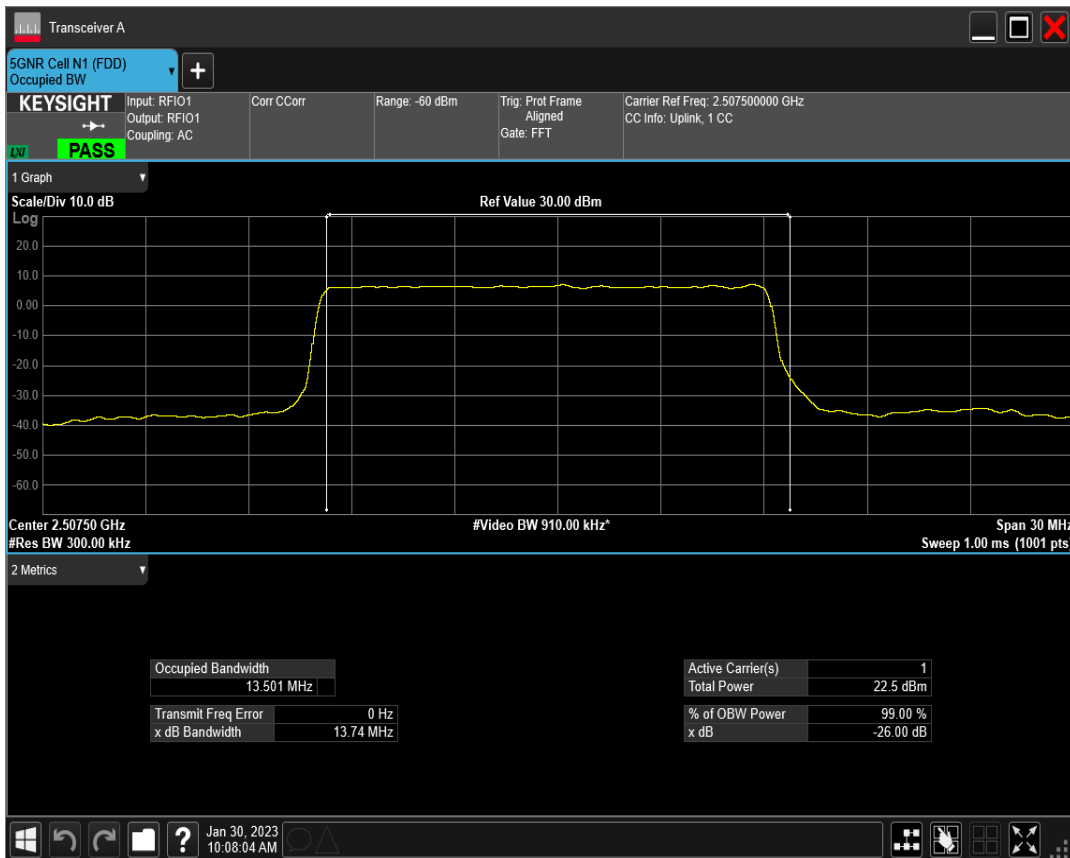 Transceiver A
5GNR Cell N1 (FDD)
Occupied BW
+
KEYSIGHT
LXI
PASS
Input: RFIO1
Output: RFIO1
Coupling: AC
Corr CCorr
Range: -60 dBm
Trig: Prot Frame
Aligned
Gate: FFT
Carrier Ref Freq: 2.507500000 GHz
CC Info: Uplink, 1 CC
1 Graph
Scale/Div 10.0 dB
Ref Value 30.00 dBm
Log
20.0
10.0
0.00
-10.0
-20.0
-30.0
-40.0
-50.0
-60.0
Center 2.50750 GHz
#Video BW 910.00 kHz*
Span 30 MHz
#Res BW 300.00 kHz
Sweep 1.00 ms (1001 pts)
2 Metrics
Occupied Bandwidth
13.501 MHz
Transmit Freq Error 0 Hz
x dB Bandwidth 13.74 MHz
Active Carrier(s) 1
Total Power 22.5 dBm
% of OBW Power 99.00 %
x dB -26.00 dB
?
Jan 30, 2023
10:08:04 AM